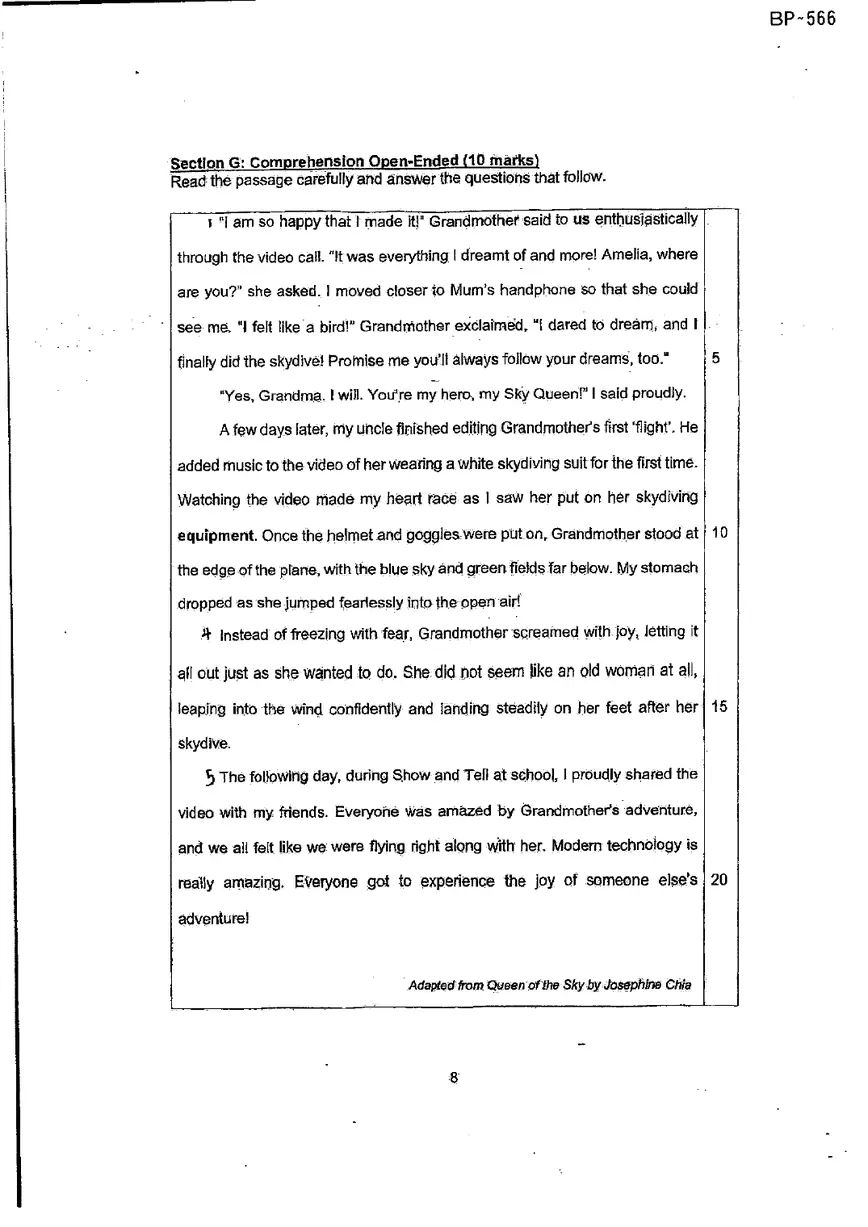 BP-566
Section G: Comprehension Open-Ended (10 marks)
Read the passage carefully and answer the questions that follow.
1 "I am so happy that I made it!" Grandmother said to us enthusiastically
through the video call. "It was everything I dreamt of and more! Amelia, where
are you?" she asked. I moved closer to Mum's handphone so that she could
see me. "I felt like a bird!" Grandmother exclaimed, "I dared to dream, and I
finally did the skydive! Promise me you'll always follow your dreams, too." 5
"Yes, Grandma. I will. You're my hero, my Sky Queen!" I said proudly.
A few days later, my uncle finished editing Grandmother's first 'flight'. He
added music to the video of her wearing a white skydiving suit for the first time.
Watching the video made my heart race as I saw her put on her skydiving
equipment. Once the helmet and goggles were put on, Grandmother stood at 10
the edge of the plane, with the blue sky and green fields far below. My stomach
dropped as she jumped fearlessly into the open air!
4 Instead of freezing with fear, Grandmother screamed with joy, letting it
all out just as she wanted to do. She did not seem like an old woman at all,
leaping into the wind confidently and landing steadily on her feet after her 15
skydive.
5 The following day, during Show and Tell at school, I proudly shared the
video with my friends. Everyone was amazed by Grandmother's adventure,
and we all felt like we were flying right along with her. Modern technology is
really amazing. Everyone got to experience the joy of someone else's 20
adventure!
Adapted from Queen of the Sky by Josephine Chia
8